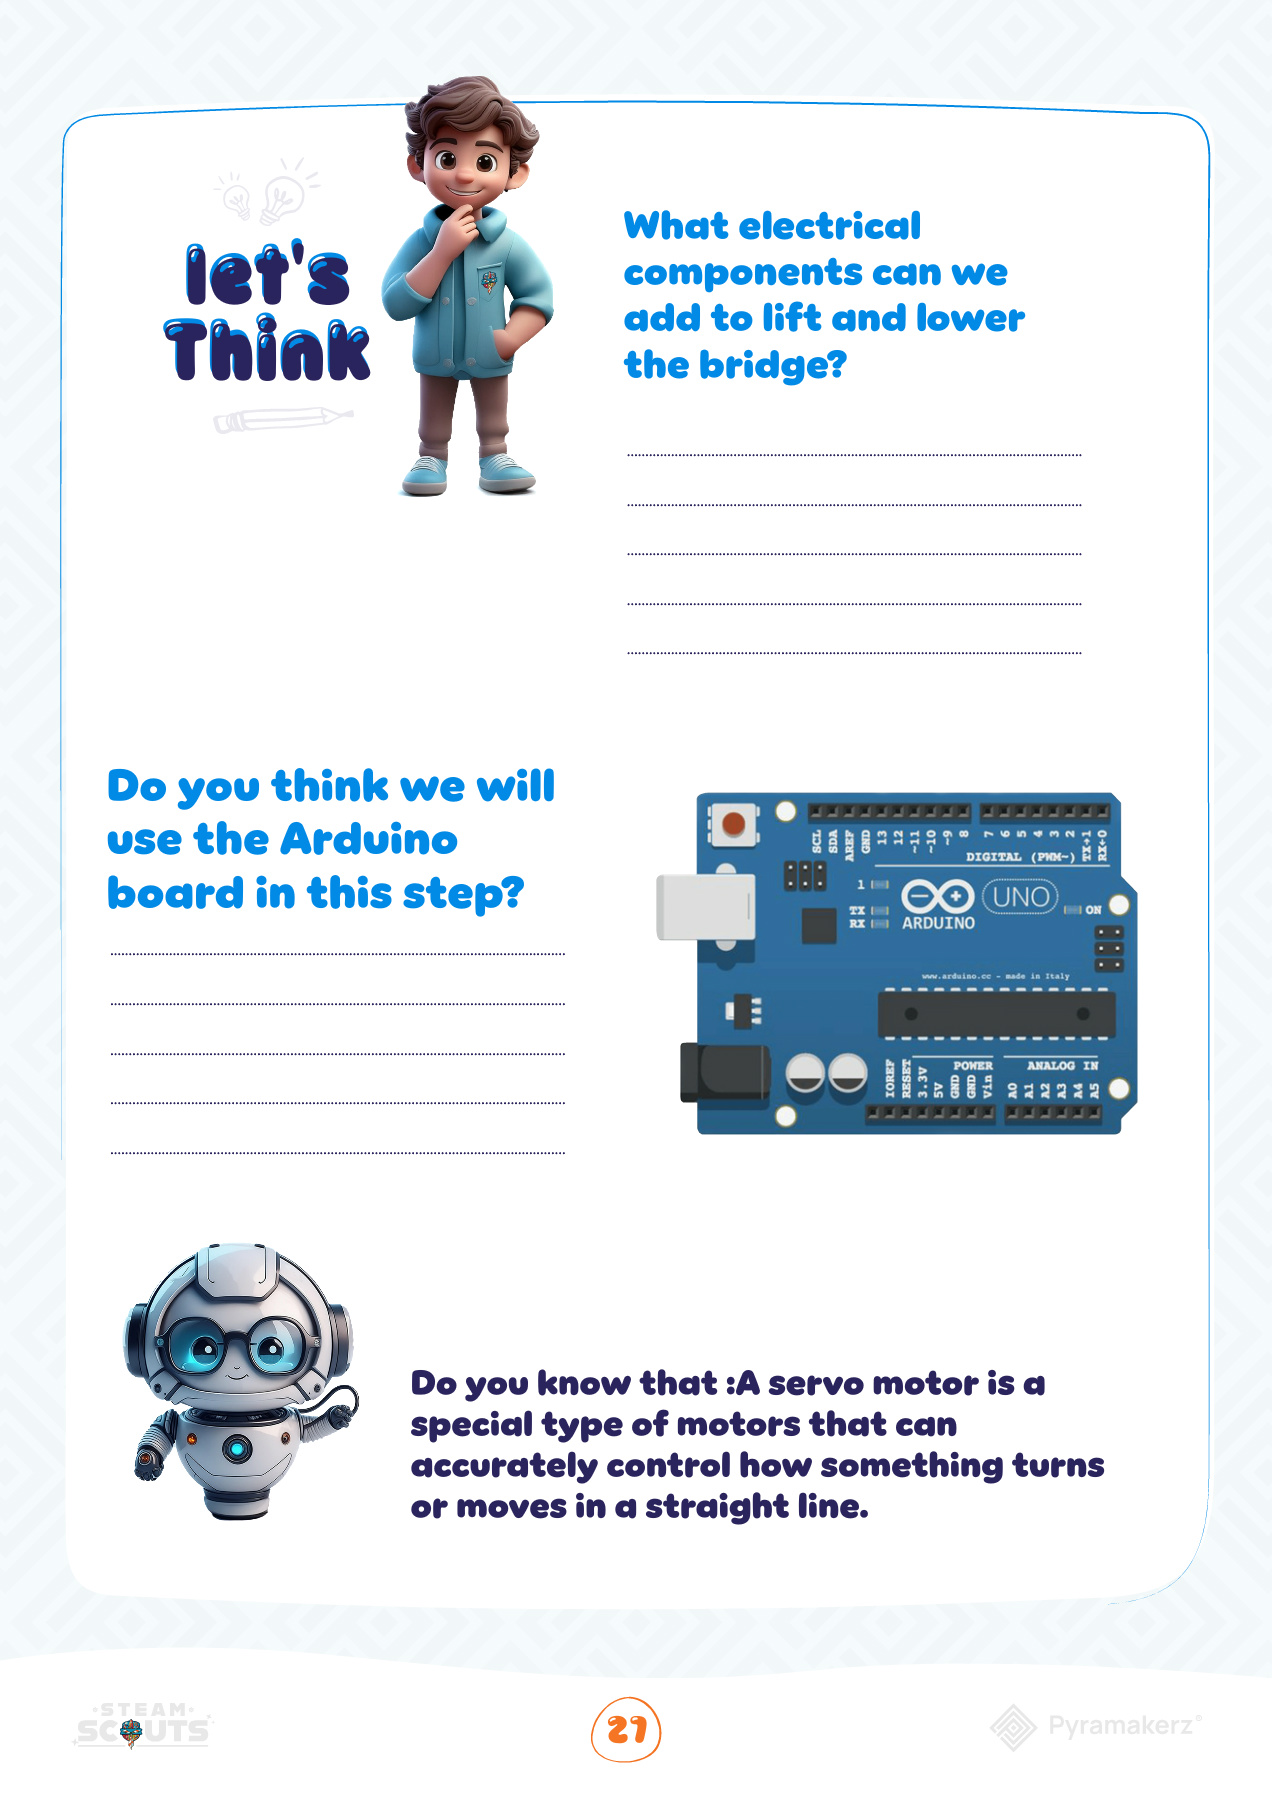 let's
Think
What electrical
components can we
add to lift and lower
the bridge?
Do you think we will
use the Arduino
board in this step?
SCL
SDA
AREF
GND
13
12
~11
~10
~9
8
7
6
5
4
3
2
TX→1
RX←0
DIGITAL (PWM~)
1
TX
RX
ARDUINO
UNO
ON
www.arduino.cc - made in Italy
POWER
ANALOG IN
IOREF
RESET
3.3V
5V
GND
GND
Vin
A0
A1
A2
A3
A4
A5
Do you know that :A servo motor is a
special type of motors that can
accurately control how something turns
or moves in a straight line.
STEAM
SCOUTS
27
Pyramakerz